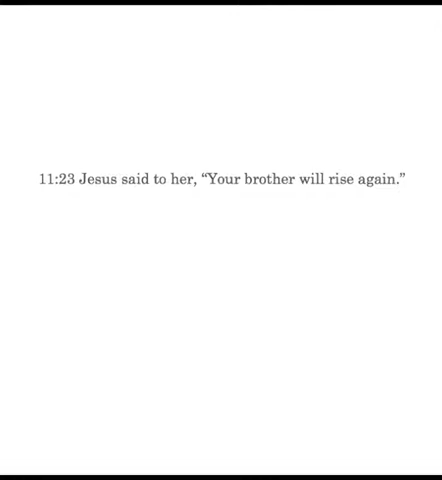 11:23 Jesus said to her, “Your brother will rise again.”